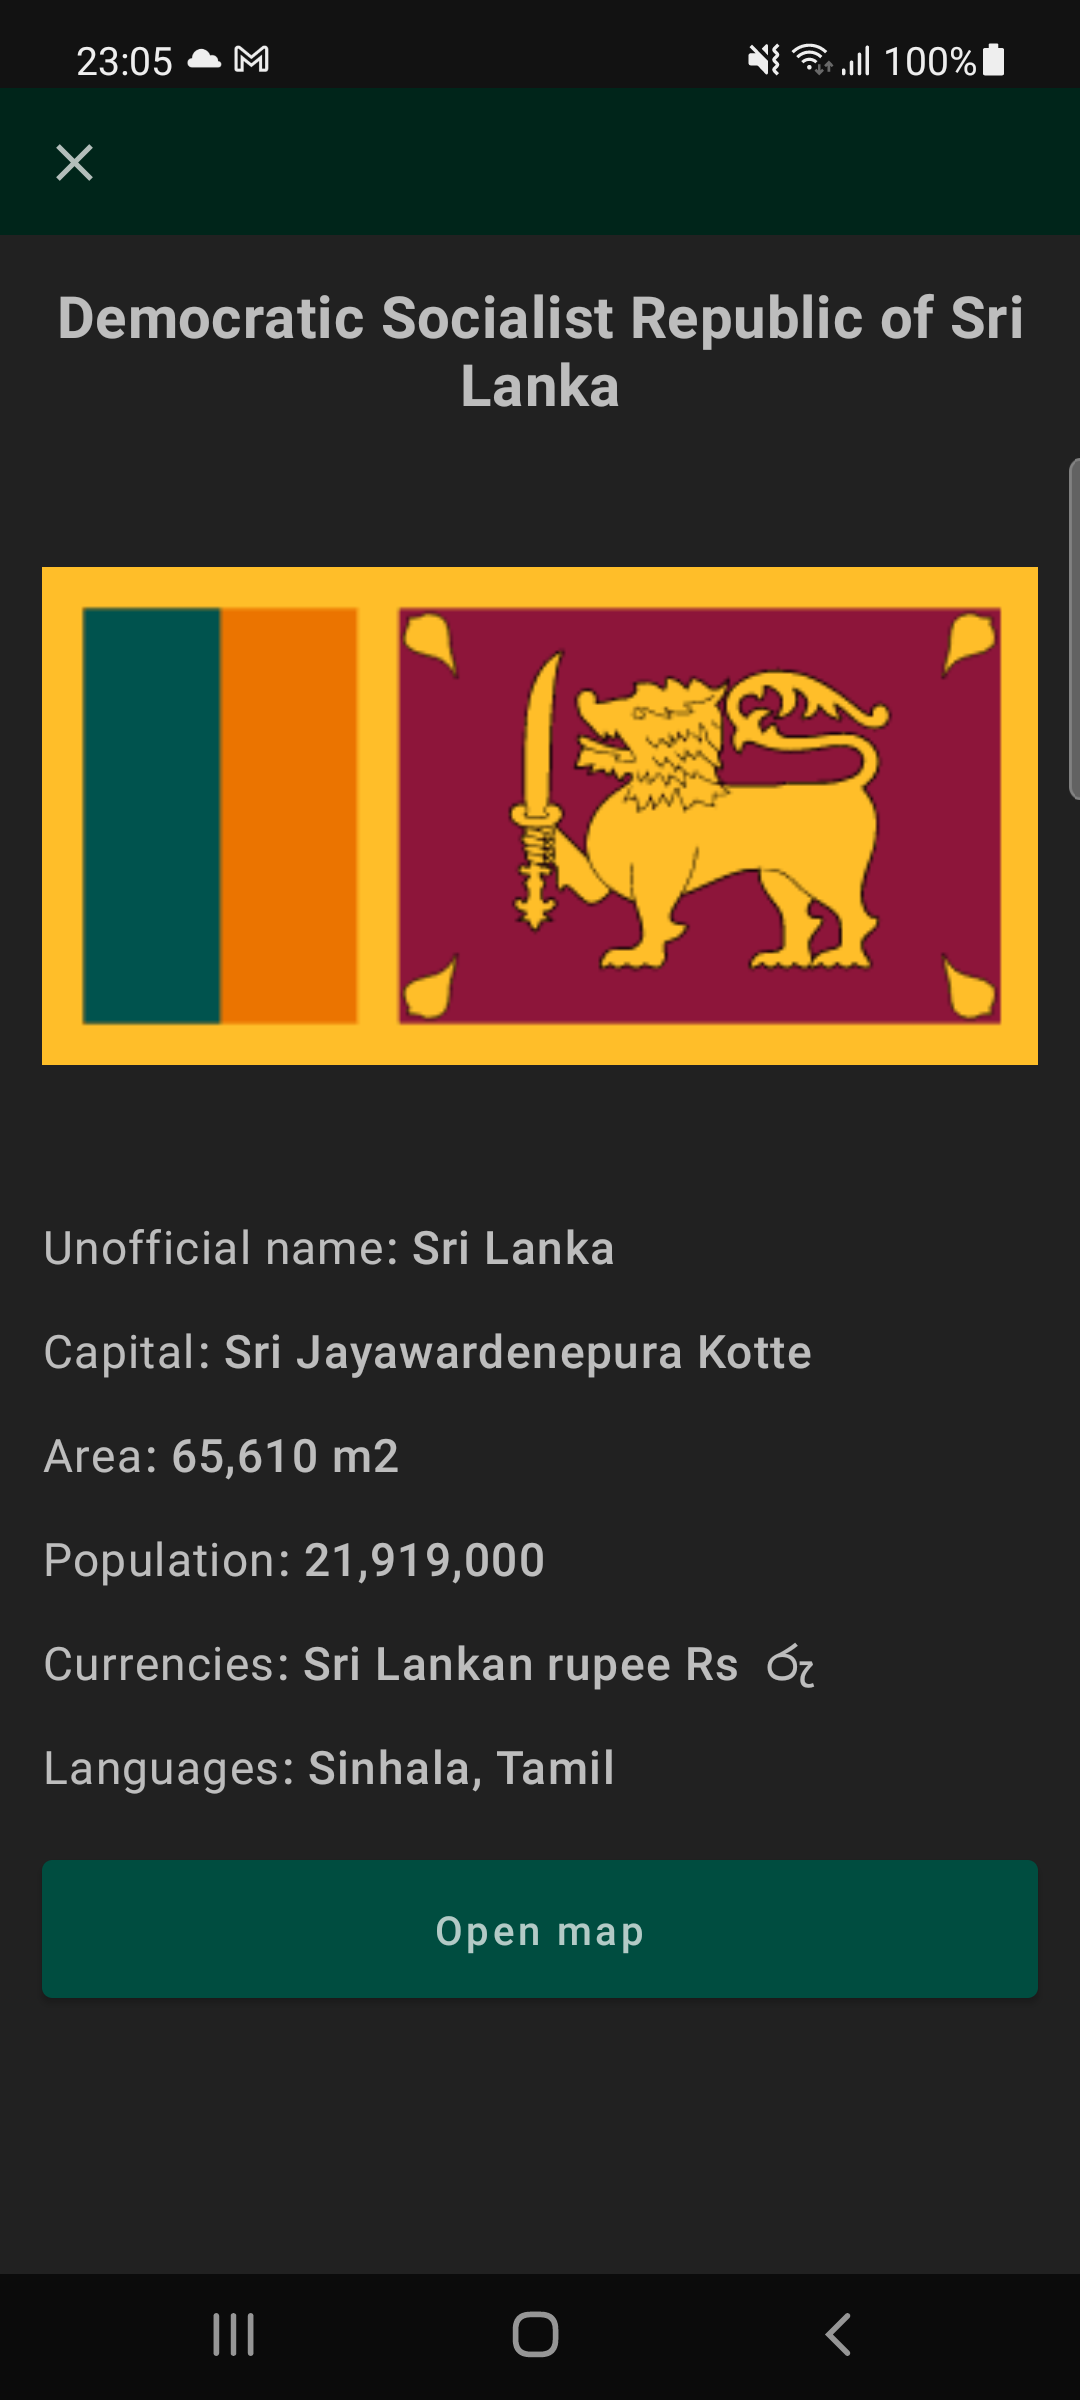 23:05 100%
Democratic Socialist Republic of Sri
Lanka
Unofficial name: Sri Lanka
Capital: Sri Jayawardenepura Kotte
Area: 65,610 m2
Population: 21,919,000
Currencies: Sri Lankan rupee Rs රු
Languages: Sinhala, Tamil
Open map